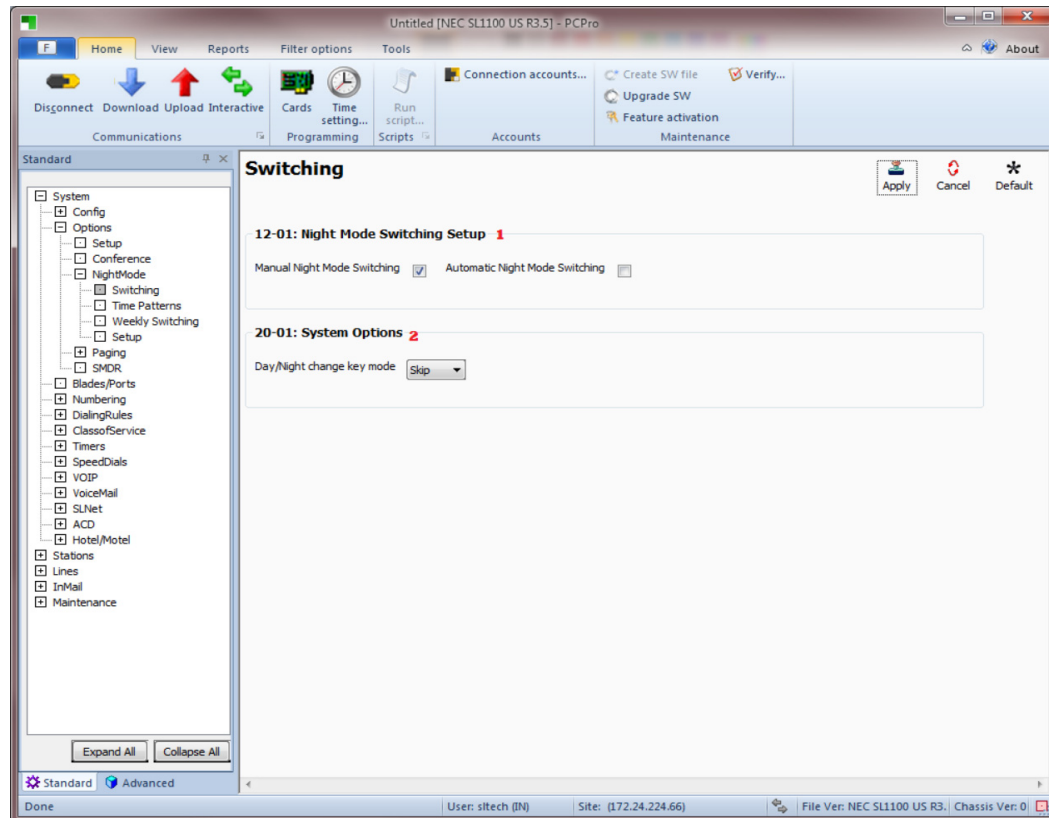 Untitled [NEC SL1100 US R3.5] - PCPro
F Home View Reports Filter options Tools About
Disconnect Download Upload Interactive Cards Time setting... Run script... Connection accounts... Create SW file Verify...
Upgrade SW
Feature activation
Communications Programming Scripts Accounts Maintenance
Standard
Switching
Apply Cancel Default
System
Config
Options
Setup
Conference
NightMode
Switching
Time Patterns
Weekly Switching
Setup
Paging
SMDR
Blades/Ports
Numbering
DialingRules
ClassofService
Timers
SpeedDials
VOIP
VoiceMail
SLNet
ACD
Hotel/Motel
Stations
Lines
InMail
Maintenance
12-01: Night Mode Switching Setup 1
Manual Night Mode Switching Automatic Night Mode Switching
20-01: System Options 2
Day/Night change key mode Skip
Expand All Collapse All
Standard Advanced
Done User: sltech (IN) Site: (172.24.224.66) File Ver: NEC SL1100 US R3. Chassis Ver: 0